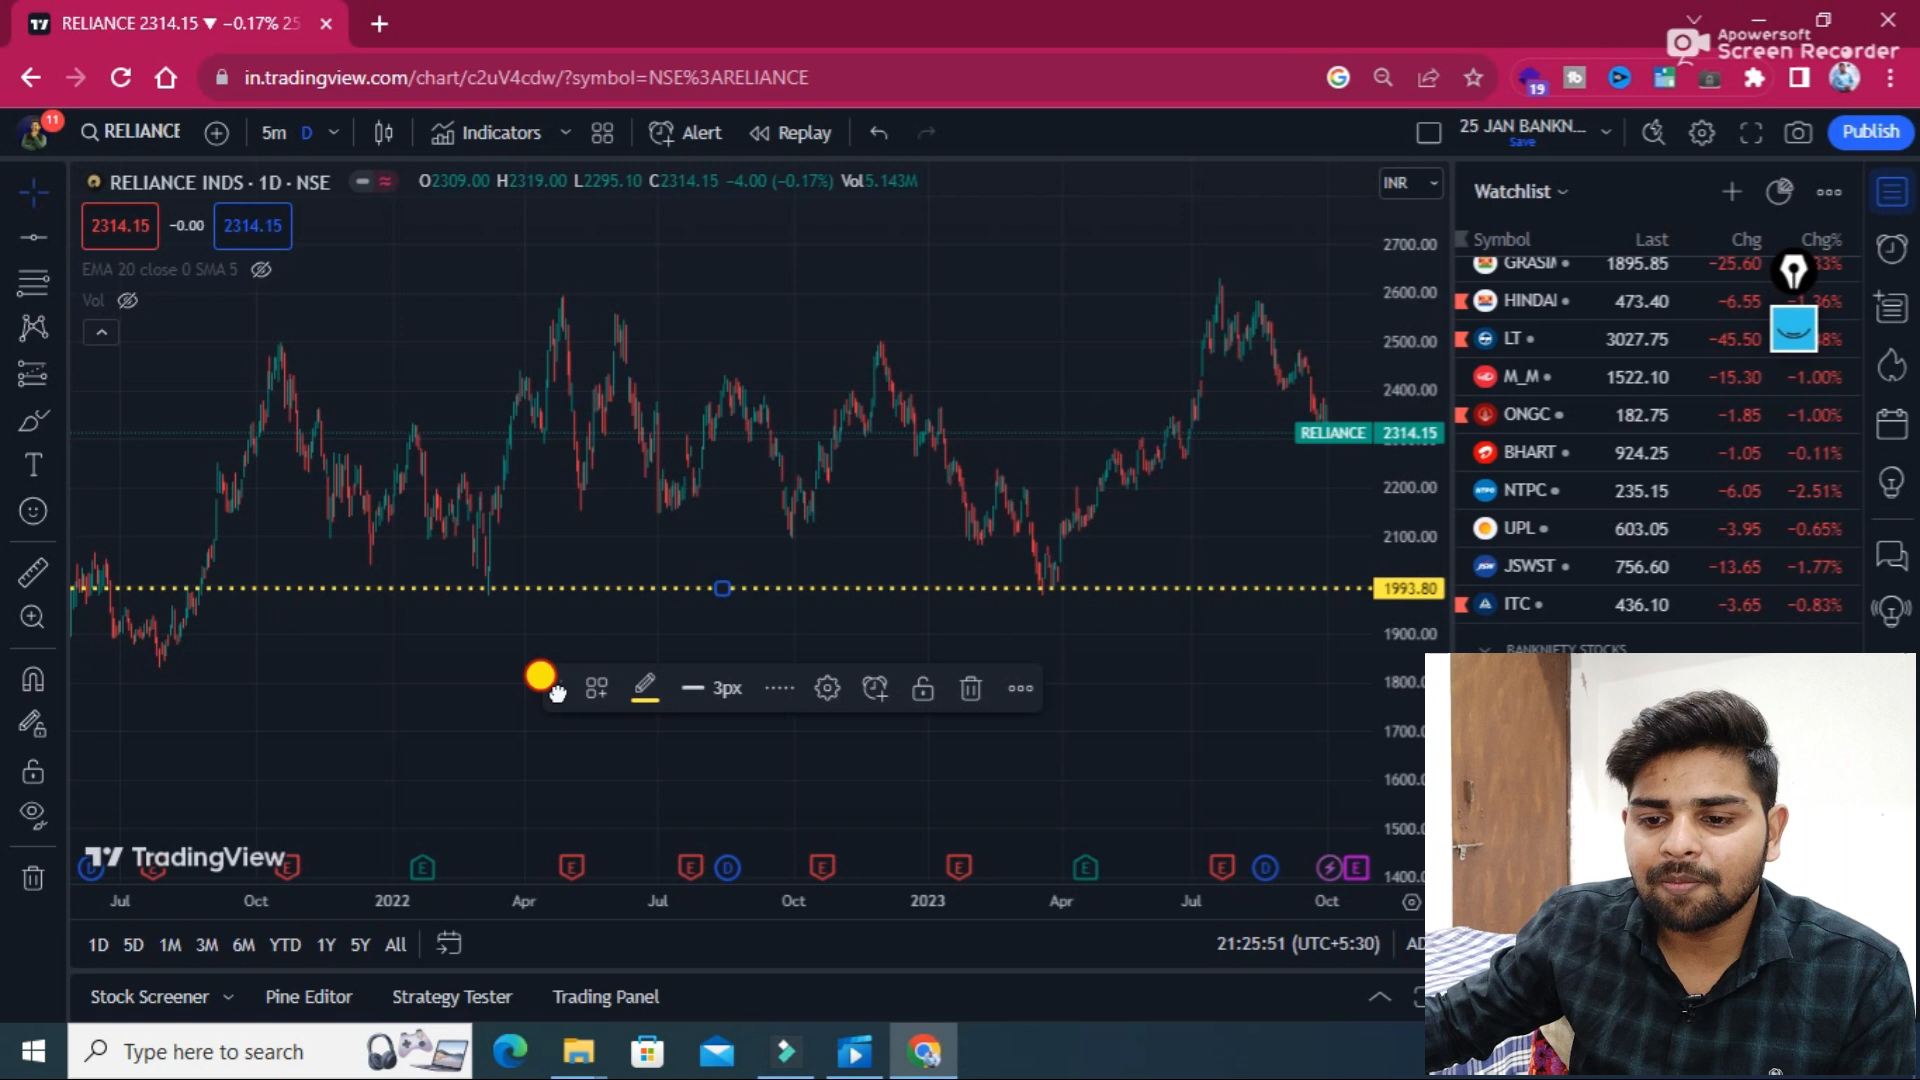 RELIANCE 2314.15 ▼ −0.17% 25
Apowersoft
Screen Recorder
in.tradingview.com/chart/c2uV4cdw/?symbol=NSE%3ARELIANCE
19
11
RELIANCE
5m D
Indicators
Alert
Replay
25 JAN BANKN...
Save
Publish
RELIANCE INDS · 1D · NSE
O2309.00 H2319.00 L2295.10 C2314.15 −4.00 (−0.17%) Vol5.143M
INR
2314.15 −0.00 2314.15
EMA 20 close 0 SMA 5
Vol
2700.00
2600.00
2500.00
2400.00
RELIANCE 2314.15
2200.00
2100.00
1993.80
1900.00
1800.0
1700.0
1600.0
1500.0
1400.0
3px
TradingView
D E E E E E D E E E E D E
Jul Oct 2022 Apr Jul Oct 2023 Apr Jul Oct
1D 5D 1M 3M 6M YTD 1Y 5Y All
21:25:51 (UTC+5:30)
Stock Screener Pine Editor Strategy Tester Trading Panel
Watchlist
Symbol Last Chg Chg%
GRASIM 1895.85 −25.60
HINDAL 473.40 −6.55 −1.36%
LT 3027.75 −45.50
M_M 1522.10 −15.30 −1.00%
ONGC 182.75 −1.85 −1.00%
BHART 924.25 −1.05 −0.11%
NTPC 235.15 −6.05 −2.51%
UPL 603.05 −3.95 −0.65%
JSWST 756.60 −13.65 −1.77%
ITC 436.10 −3.65 −0.83%
BANKNIFTY STOCKS
Type here to search